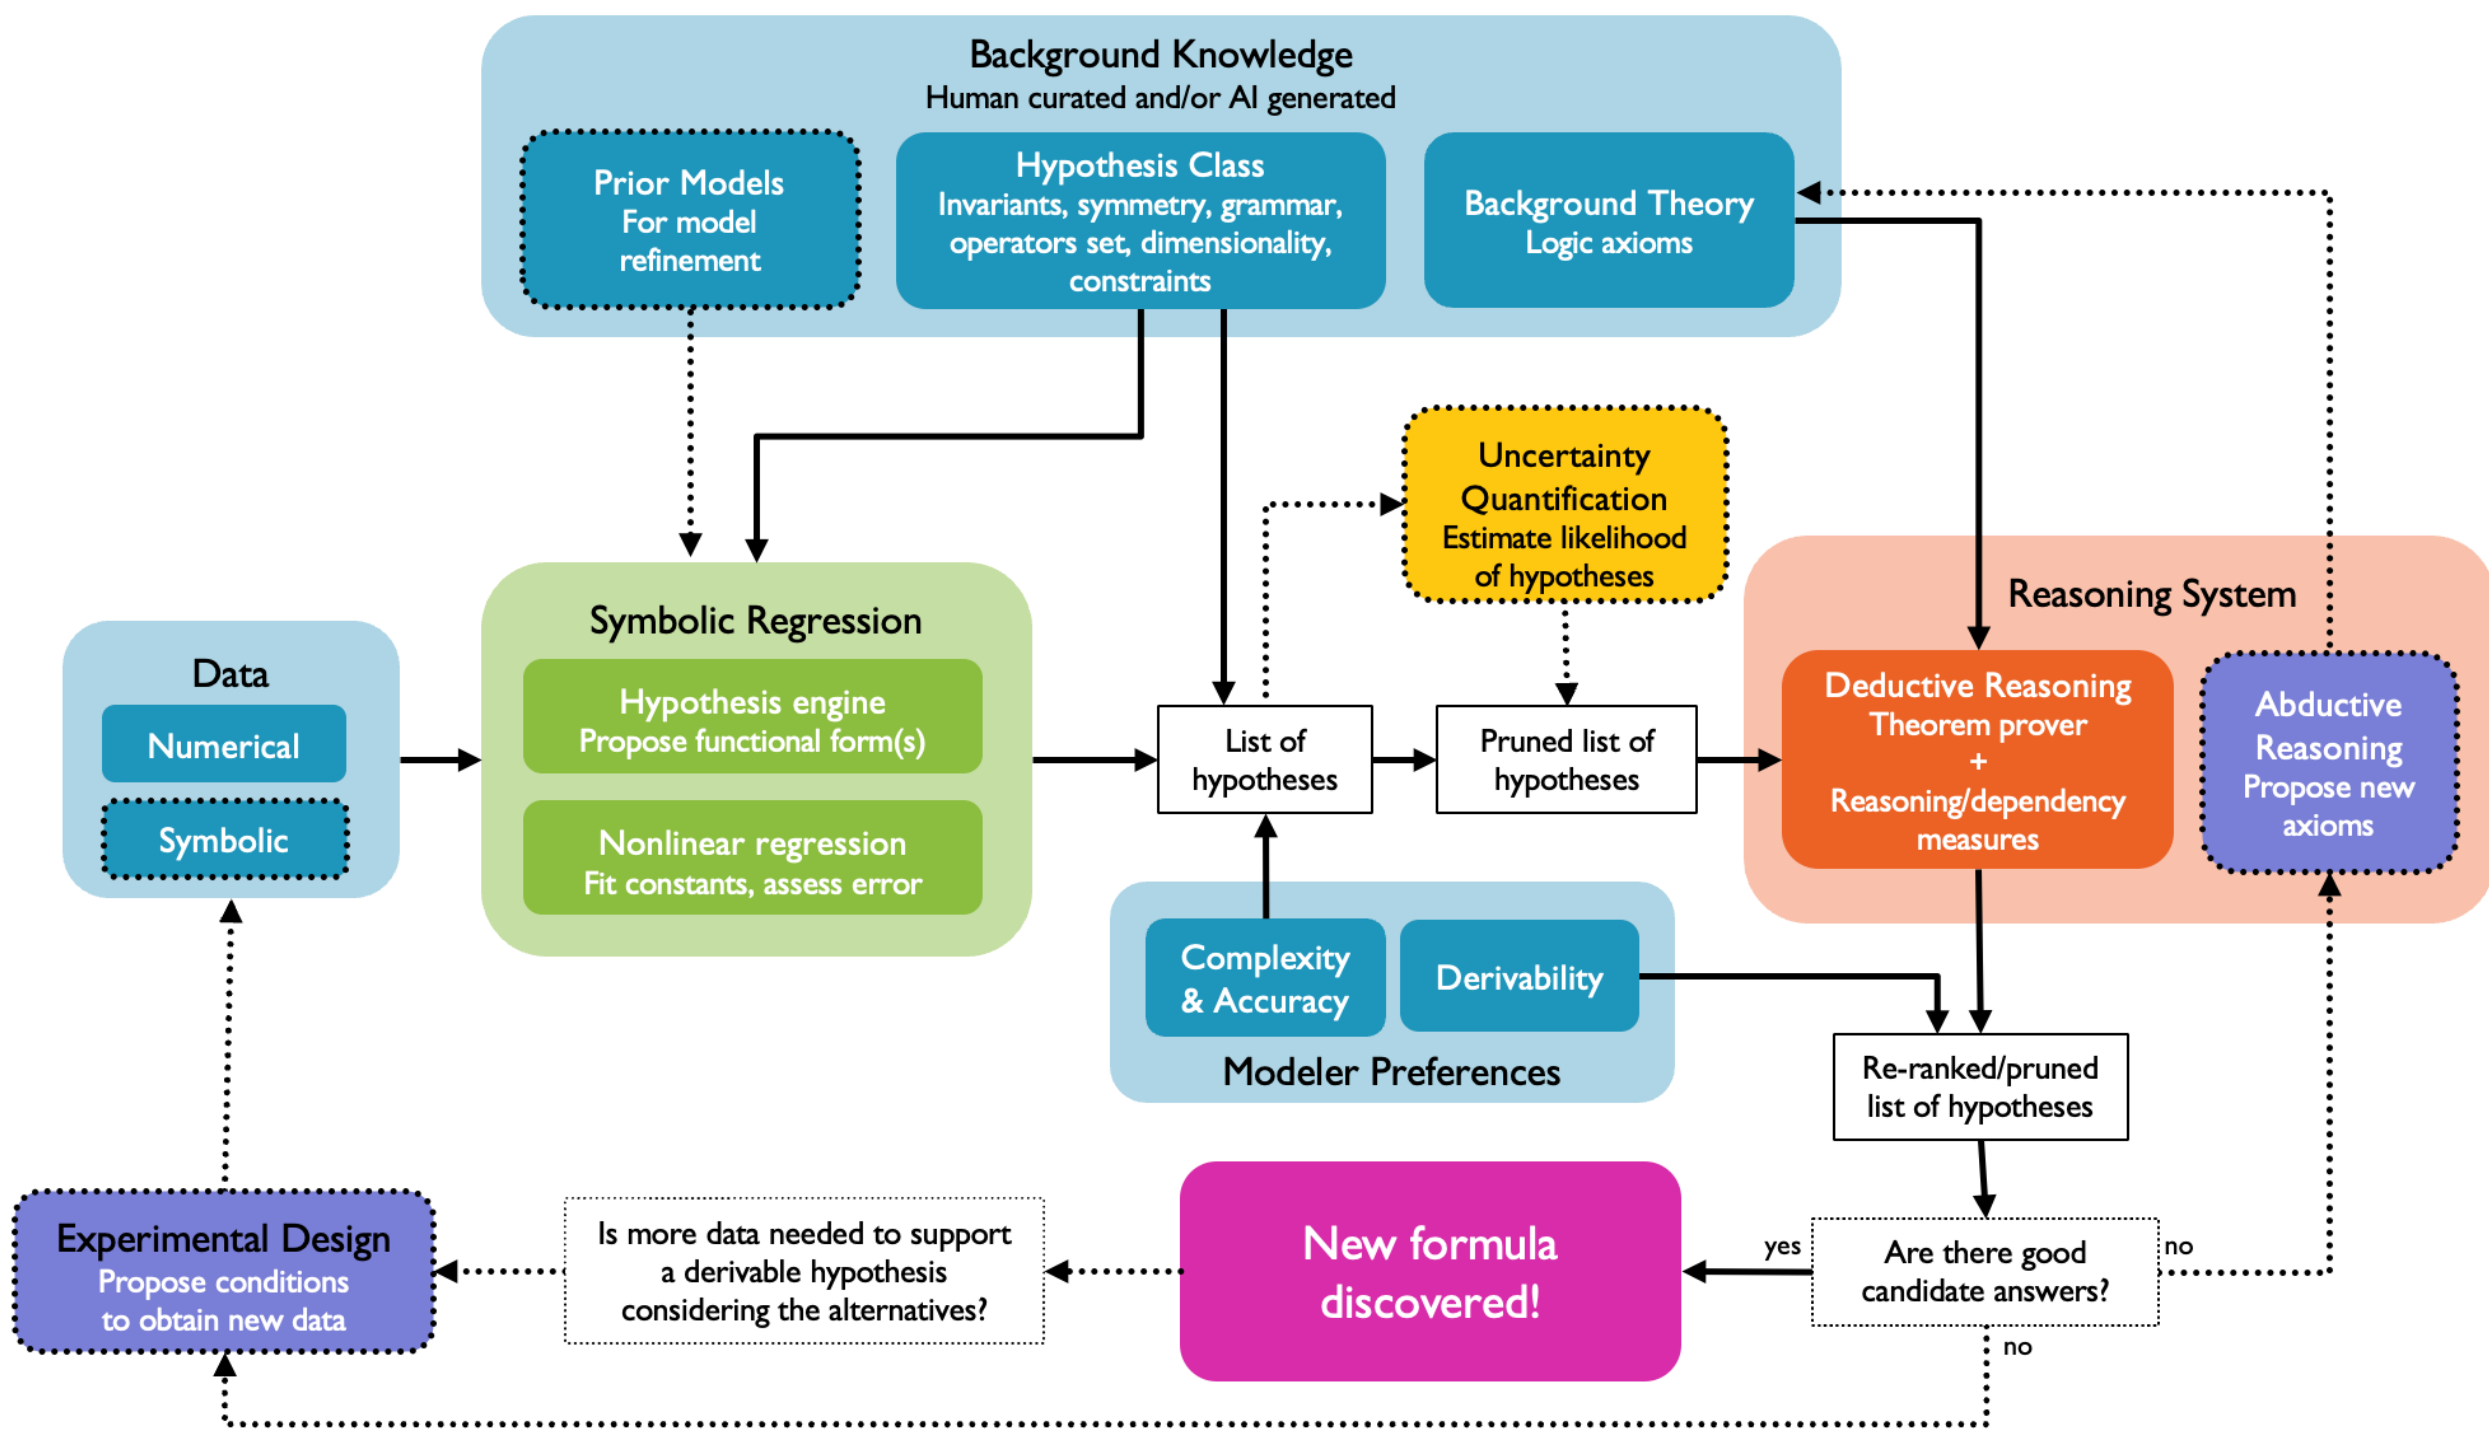 Background Knowledge
Human curated and/or AI generated
Prior Models
For model
refinement
Hypothesis Class
Invariants, symmetry, grammar,
operators set, dimensionality,
constraints
Background Theory
Logic axioms
Uncertainty
Quantification
Estimate likelihood
of hypotheses
Reasoning System
Data
Numerical
Symbolic
Symbolic Regression
Hypothesis engine
Propose functional form(s)
Nonlinear regression
Fit constants, assess error
List of
hypotheses
Pruned list of
hypotheses
Deductive Reasoning
Theorem prover
+
Reasoning/dependency
measures
Abductive
Reasoning
Propose new
axioms
Complexity
& Accuracy
Derivability
Modeler Preferences
Re-ranked/pruned
list of hypotheses
Experimental Design
Propose conditions
to obtain new data
Is more data needed to support
a derivable hypothesis
considering the alternatives?
New formula
discovered!
yes
Are there good
candidate answers?
no
no